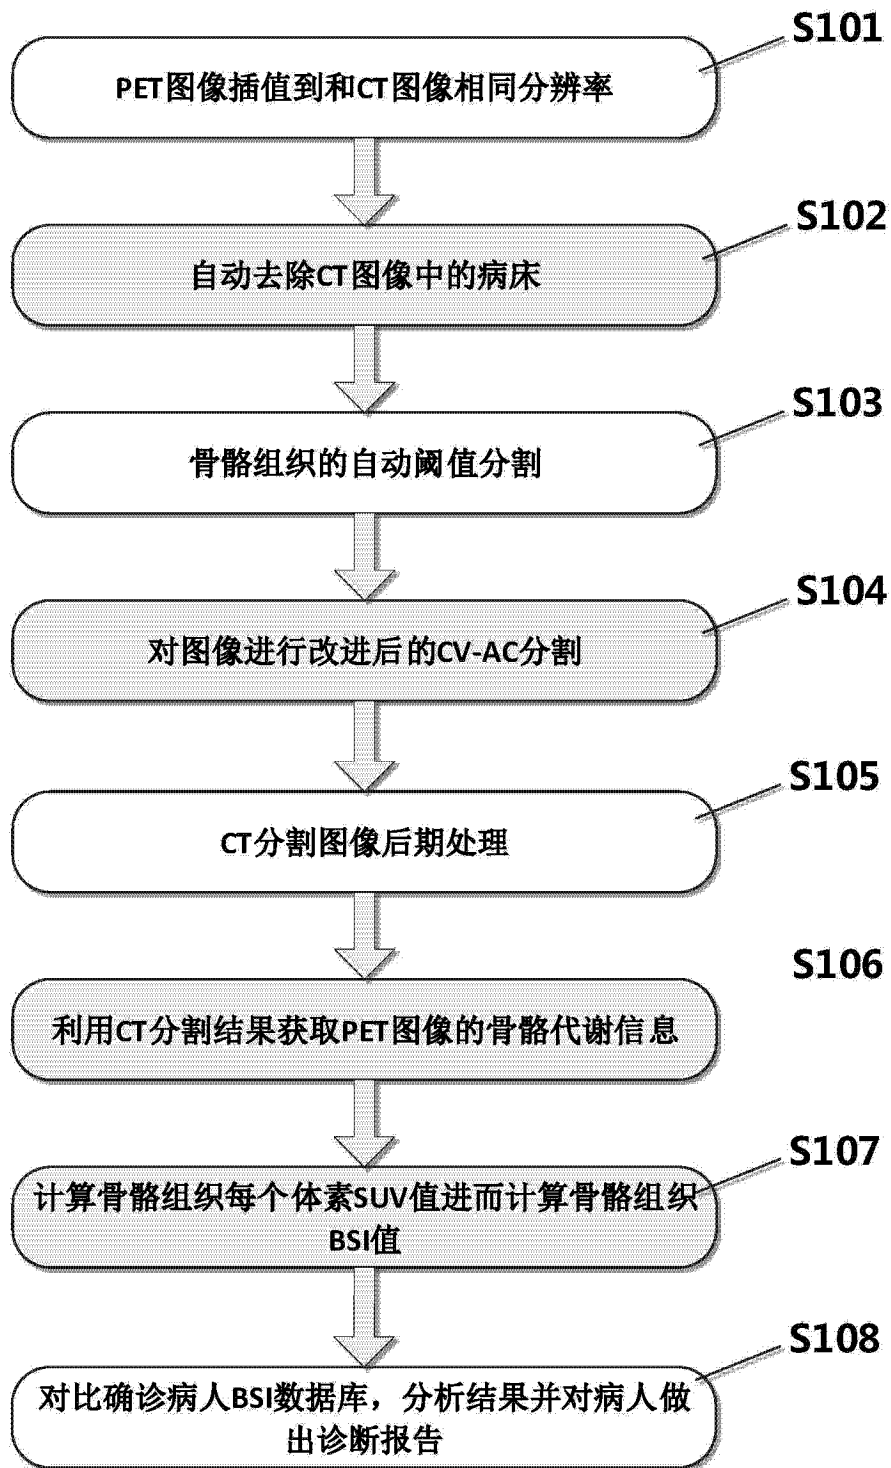 S101
PET图像插值到和CT图像相同分辨率
S102
自动去除CT图像中的病床
S103
骨骼组织的自动阈值分割
S104
对图像进行改进后的CV-AC分割
S105
CT分割图像后期处理
S106
利用CT分割结果获取PET图像的骨骼代谢信息
S107
计算骨骼组织每个体素SUV值进而计算骨骼组织
BSI值
S108
对比确诊病人BSI数据库，分析结果并对病人做
出诊断报告